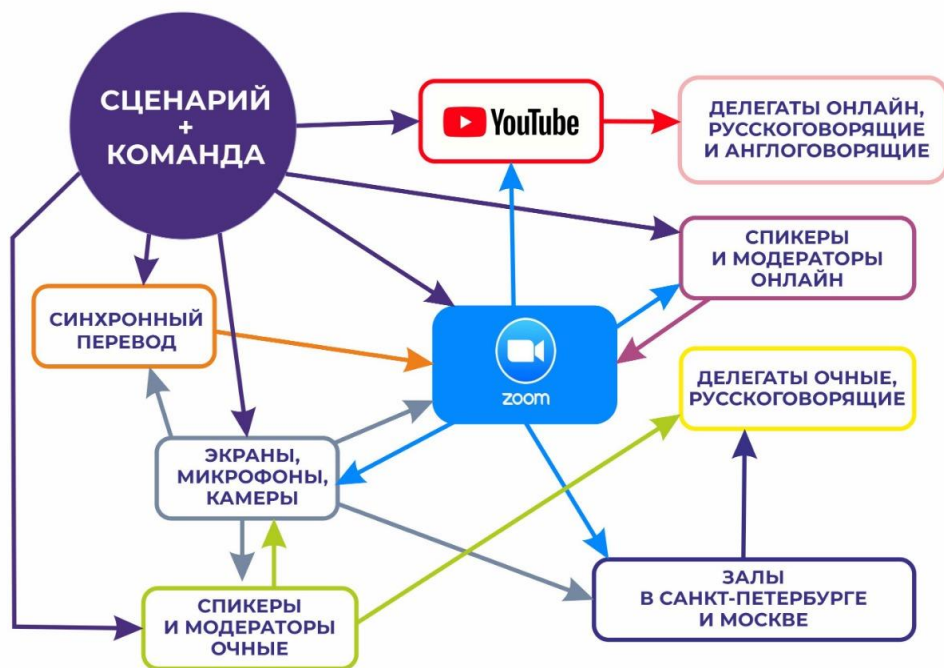 СЦЕНАРИЙ
+
КОМАНДА
YouTube
ДЕЛЕГАТЫ ОНЛАЙН,
РУССКОГОВОРЯЩИЕ
И АНГЛОГОВОРЯЩИЕ
СПИКЕРЫ
И МОДЕРАТОРЫ
ОНЛАЙН
СИНХРОННЫЙ
ПЕРЕВОД
zoom
ДЕЛЕГАТЫ ОЧНЫЕ,
РУССКОГОВОРЯЩИЕ
ЭКРАНЫ,
МИКРОФОНЫ,
КАМЕРЫ
СПИКЕРЫ
И МОДЕРАТОРЫ
ОЧНЫЕ
ЗАЛЫ
В САНКТ-ПЕТЕРБУРГЕ
И МОСКВЕ